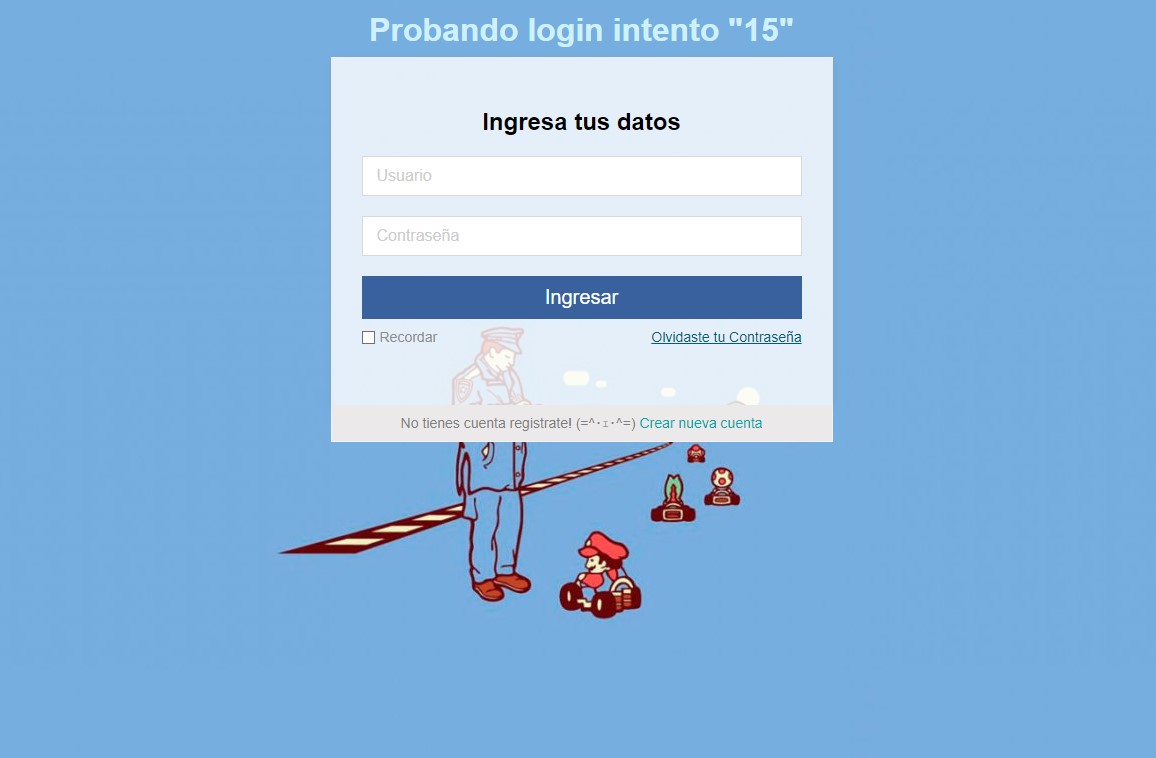 Probando login intento "15"
Ingresa tus datos
Usuario
Contraseña
Ingresar
Recordar
Olvidaste tu Contraseña
No tienes cuenta registrate! (=^･ｪ･^=) Crear nueva cuenta